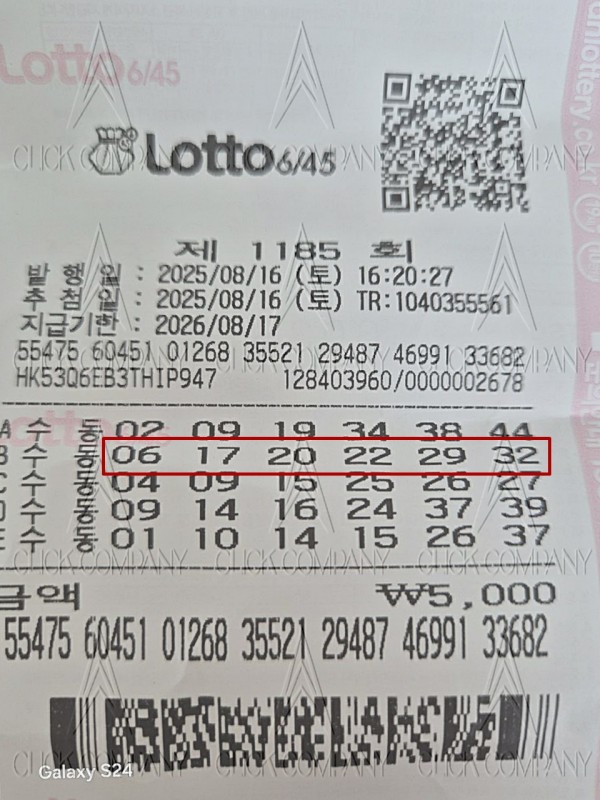 Lotto 6/45
Lotto 6/45
제 1185 회
발 행 일 : 2025/08/16 (토) 16:20:27
추 첨 일 : 2025/08/16 (토) TR:1040355561
지급기한 : 2026/08/17
55475 60451 01268 35521 29487 46991 33682
HK53Q6EB3THIP947 128403960/0000002678
A 수 동 02 09 19 34 38 44
B 수 동 06 17 20 22 29 32
C 수 동 04 09 15 25 26 27
D 수 동 09 14 16 24 37 39
E 수 동 01 10 14 15 26 37
금액 ₩5,000
55475 60451 01268 35521 29487 46991 33682
CLICK COMPANY
Galaxy S24